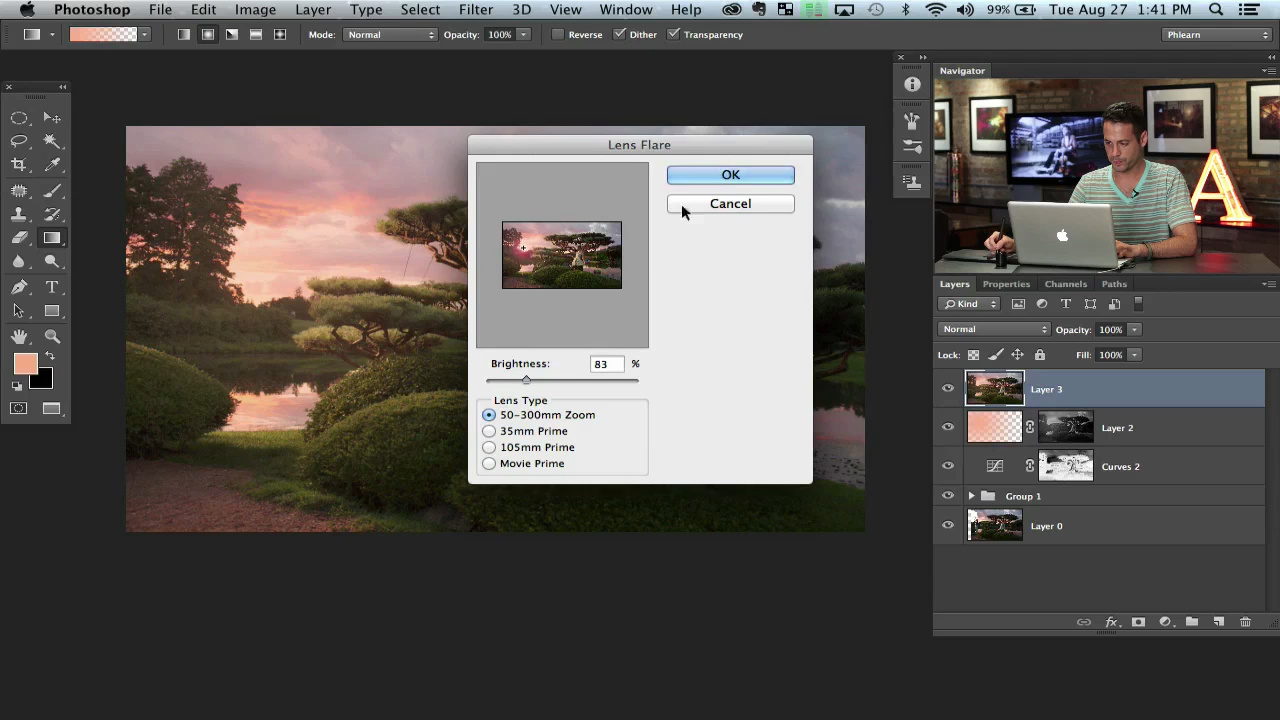 Photoshop File Edit Image Layer Type Select Filter 3D View Window Help 99% Tue Aug 27 1:41 PM
Mode: Normal Opacity: 100% Reverse Dither Transparency Phlearn
Navigator
Lens Flare
OK
Cancel
A
Brightness: 83 %
Lens Type
50-300mm Zoom
35mm Prime
105mm Prime
Movie Prime
Layers Properties Channels Paths
Kind
Normal Opacity: 100%
Lock: Fill: 100%
Layer 3
Layer 2
Curves 2
Group 1
Layer 0
fx